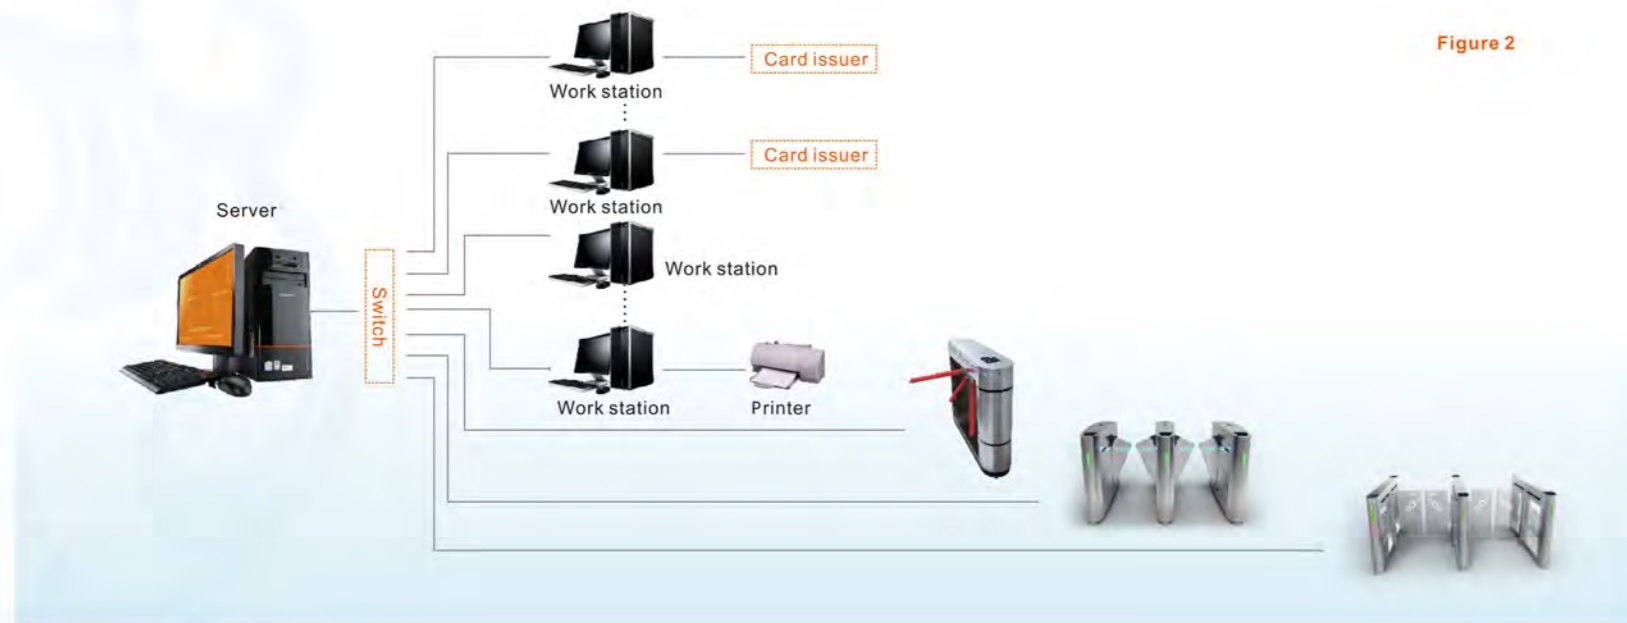 Figure 2
Card issuer
Work station
Card issuer
Work station
Server
Work station
Switch
Work station
Printer